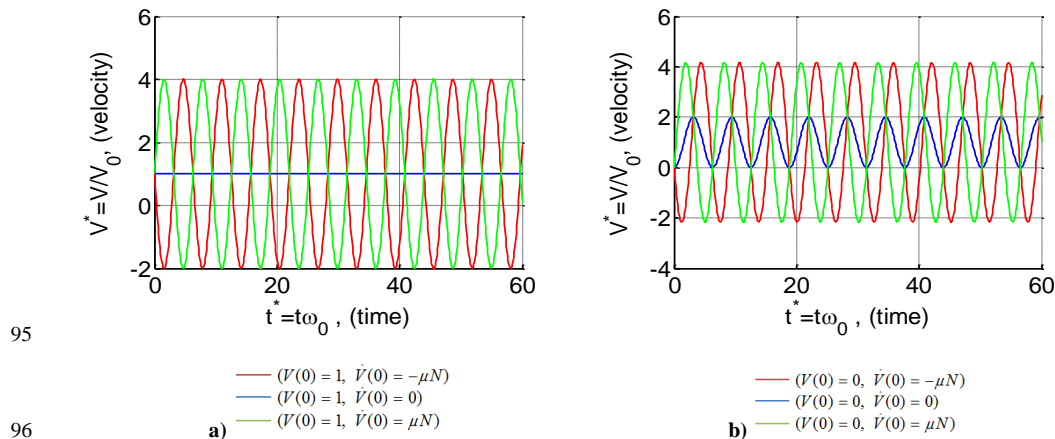 6
4
2
0
-2
0
20
40
60
V*=V/V0, (velocity)
t*=tω0 , (time)
6
4
2
0
-2
-4
0
20
40
60
V*=V/V0, (velocity)
t*=tω0 , (time)
95
(V(0) = 1, V̇(0) = −μN)
(V(0) = 1, V̇(0) = 0)
(V(0) = 1, V̇(0) = μN)
(V(0) = 0, V̇(0) = −μN)
(V(0) = 0, V̇(0) = 0)
(V(0) = 0, V̇(0) = μN)
96
a)
b)